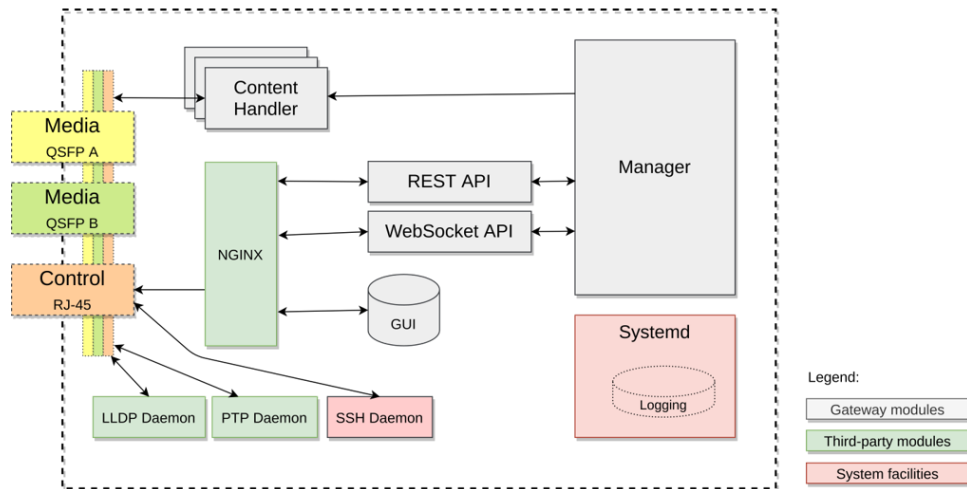 Content
Handler
Media
QSFP A
Manager
REST API
Media
QSFP B
WebSocket API
NGINX
Control
RJ-45
GUI
Systemd
Logging
LLDP Daemon
PTP Daemon
SSH Daemon
Legend:
Gateway modules
Third-party modules
System facilities